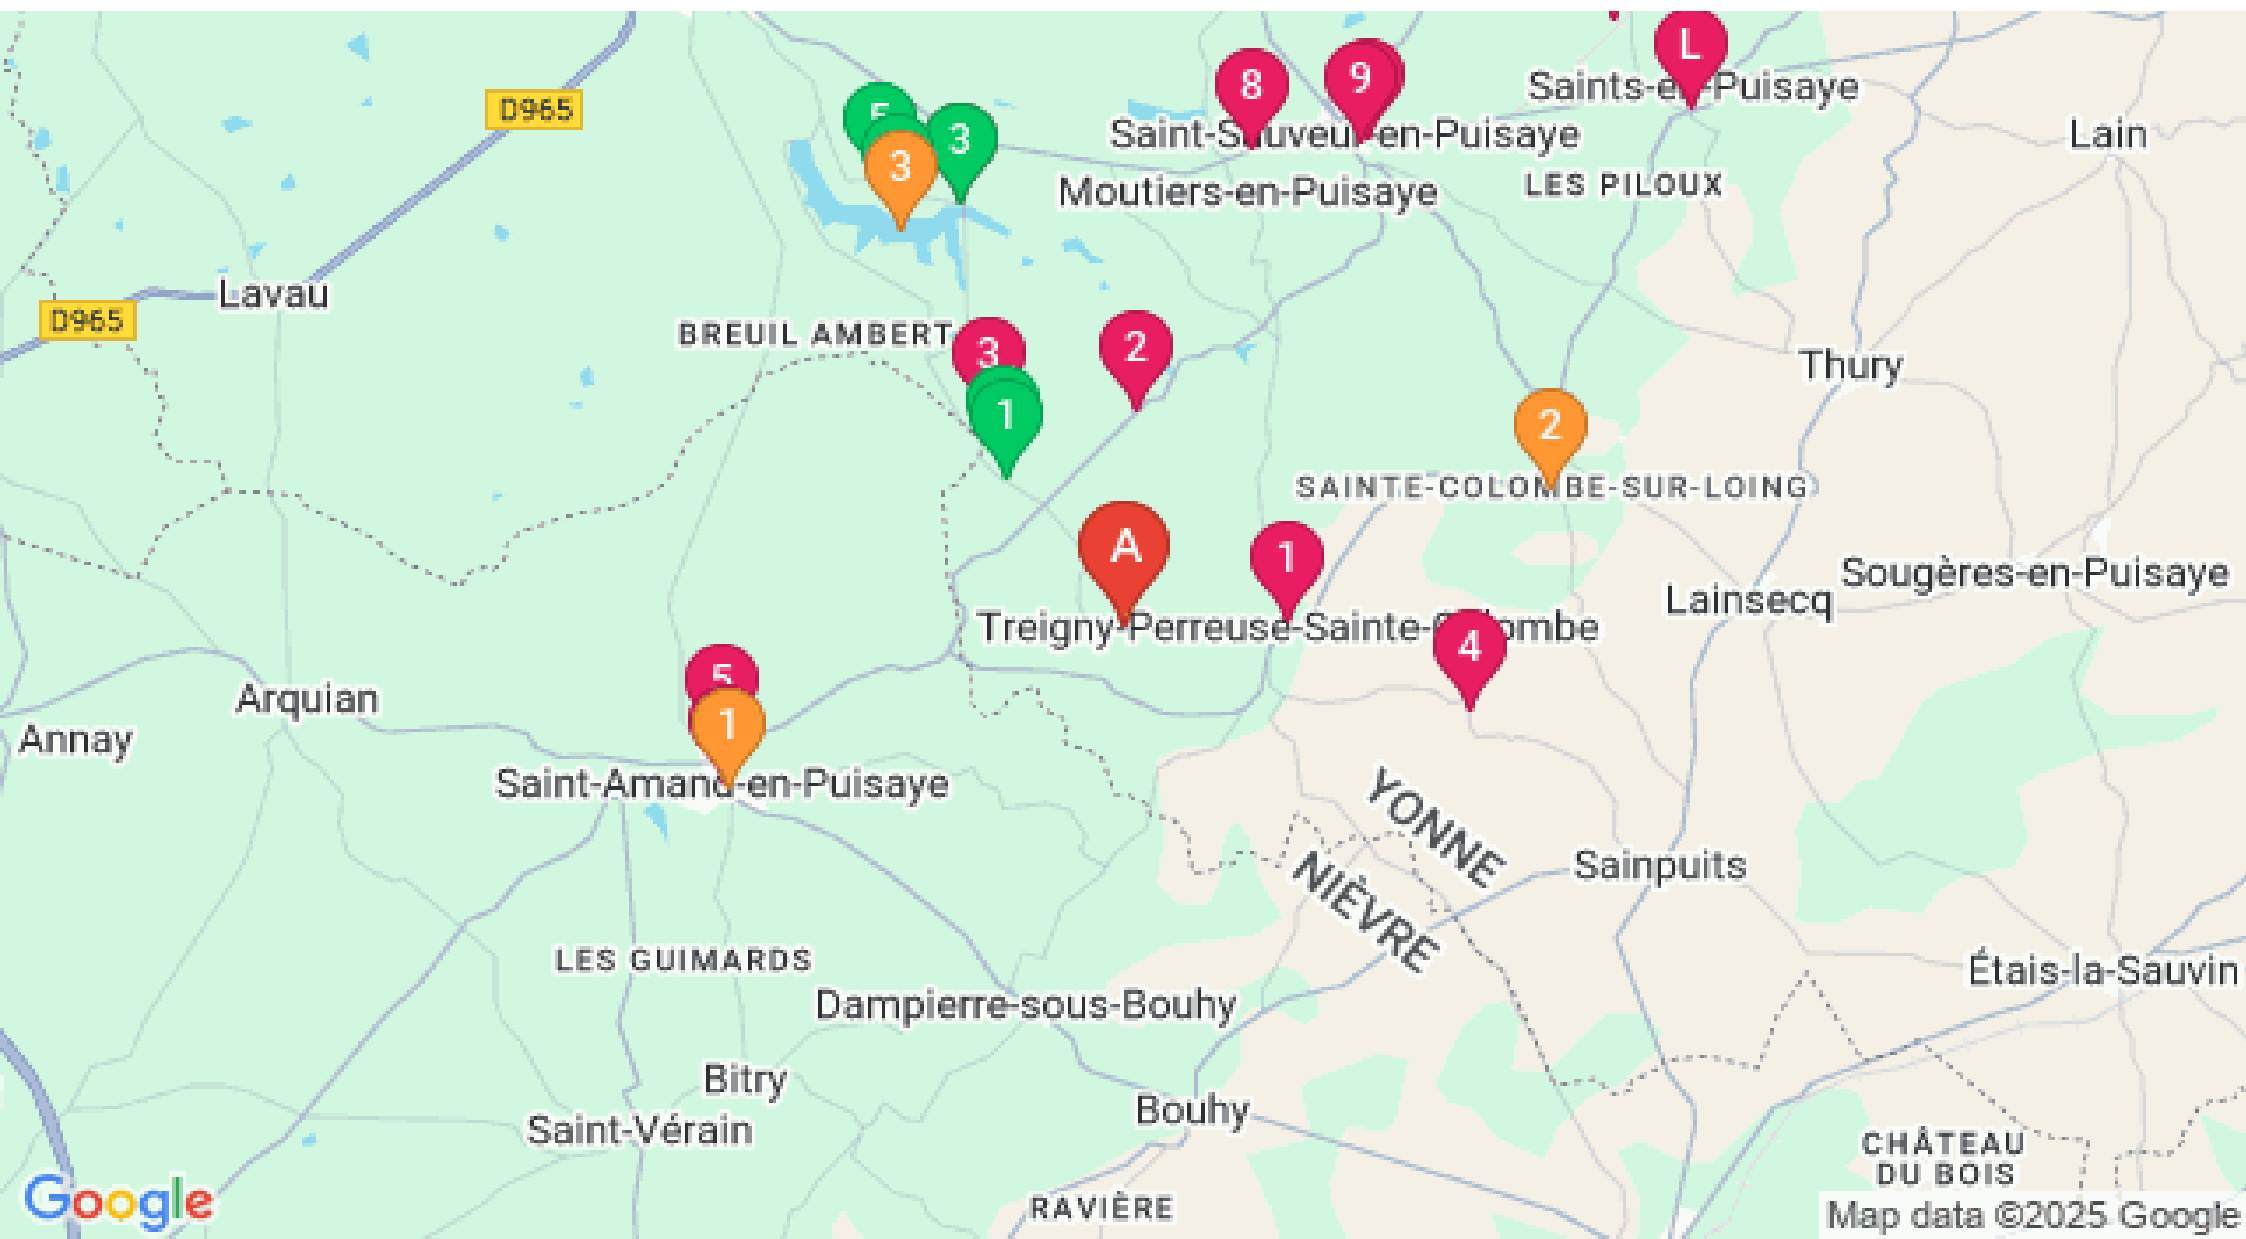 L
8
9
Saints-en-Puisaye
D965
5
3
3
Saint-Sauveur-en-Puisaye
Lain
Moutiers-en-Puisaye
LES PILOUX
Lavau
D965
BREUIL AMBERT
3
2
Thury
1
2
SAINTE-COLOMBE-SUR-LOING
A
1
Sougères-en-Puisaye
Lainsecq
Treigny-Perreuse-Sainte-Colombe
4
5
Arquian
1
Annay
Saint-Amand-en-Puisaye
YONNE
NIÈVRE
Sainpuits
LES GUIMARDS
Étais-la-Sauvin
Dampierre-sous-Bouhy
Bitry
Bouhy
Saint-Vérain
CHÂTEAU
DU BOIS
Google
RAVIÈRE
Map data ©2025 Google